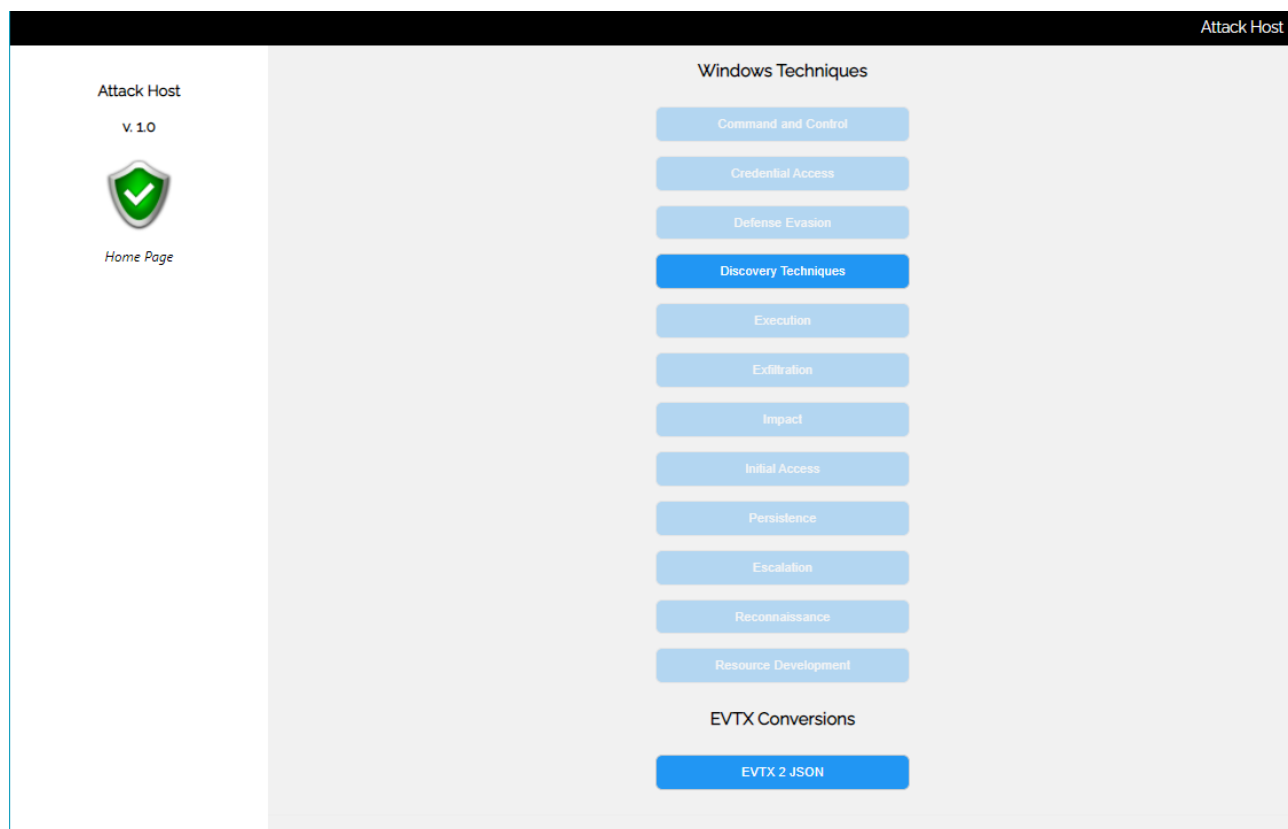 Attack Host
Attack Host
v. 1.0
Home Page
Windows Techniques
Command and Control
Credential Access
Defense Evasion
Discovery Techniques
Execution
Exfiltration
Impact
Initial Access
Persistence
Escalation
Reconnaissance
Resource Development
EVTX Conversions
EVTX 2 JSON